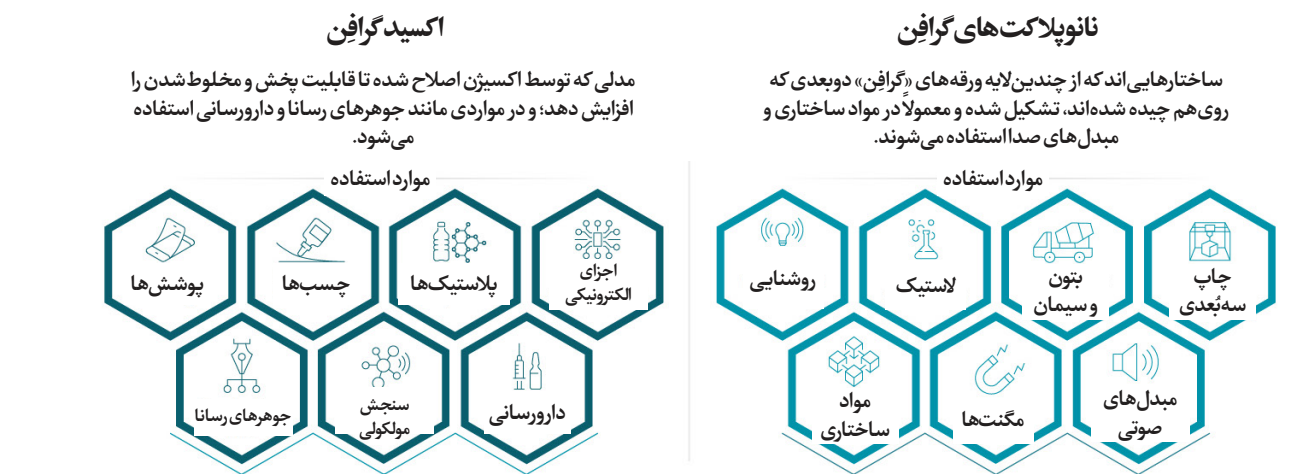 نانوپلاکت‌های گرافِن
ساختارهایی‌اند که از چندین‌لایه ورقه‌های «گرافِن» دوبعدی که
روی‌هم چیده شده‌اند، تشکیل شده و معمولاً در مواد ساختاری و
مبدل‌های صدا استفاده می‌شوند.
موارد استفاده
چاپ
سه‌بُعدی
بتون
و سیمان
لاستیک
روشنایی
مبدل‌های
صوتی
مگنت‌ها
مواد
ساختاری
اکسید گرافِن
مدلی که توسط اکسیژن اصلاح شده تا قابلیت پخش و مخلوط شدن را
افزایش دهد؛ و در مواردی مانند جوهرهای رسانا و دارورسانی استفاده
می‌شود.
موارد استفاده
اجزای
الکترونیکی
پلاستیک‌ها
چسب‌ها
پوشش‌ها
دارورسانی
سنجش
مولکولی
جوهرهای رسانا